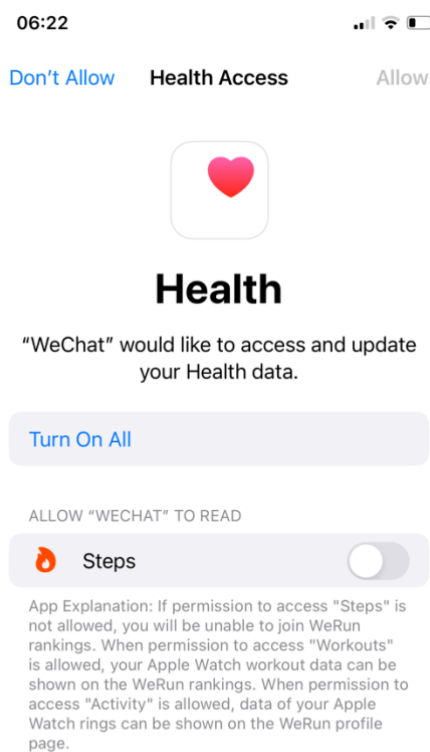 06:22
Don't Allow Health Access Allow
Health
“WeChat” would like to access and update
your Health data.
Turn On All
ALLOW “WECHAT” TO READ
Steps
App Explanation: If permission to access "Steps" is
not allowed, you will be unable to join WeRun
rankings. When permission to access "Workouts"
is allowed, your Apple Watch workout data can be
shown on the WeRun rankings. When permission to
access "Activity" is allowed, data of your Apple
Watch rings can be shown on the WeRun profile
page.